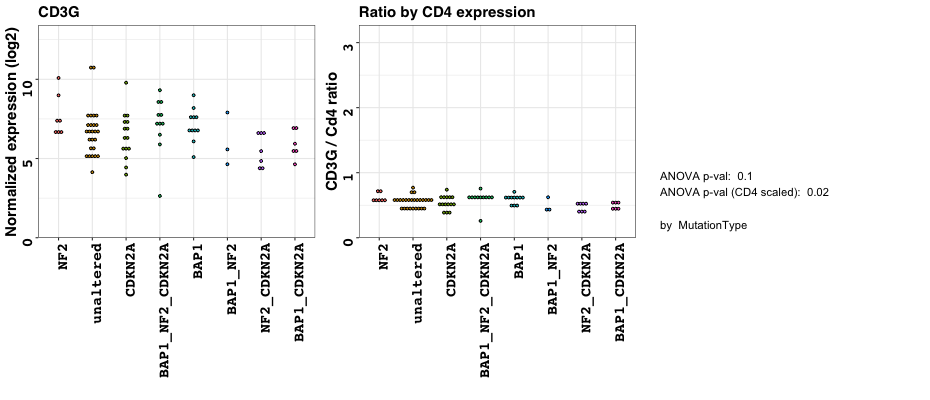 CD3G
Normalized expression (log2)
10
5
0
NF2
unaltered
CDKN2A
BAP1_NF2_CDKN2A
BAP1
BAP1_NF2
NF2_CDKN2A
BAP1_CDKN2A
Ratio by CD4 expression
CD3G / Cd4 ratio
3
2
1
0
NF2
unaltered
CDKN2A
BAP1_NF2_CDKN2A
BAP1
BAP1_NF2
NF2_CDKN2A
BAP1_CDKN2A
ANOVA p-val: 0.1
ANOVA p-val (CD4 scaled): 0.02
by MutationType